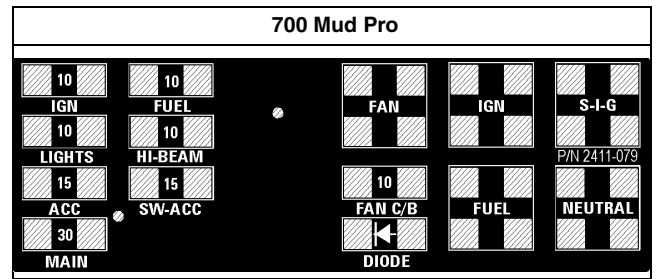 700 Mud Pro
10 10
IGN FUEL FAN IGN S-I-G
10 10
LIGHTS HI-BEAM P/N 2411-079
15 15 10
ACC SW-ACC FAN C/B FUEL NEUTRAL
30
MAIN DIODE